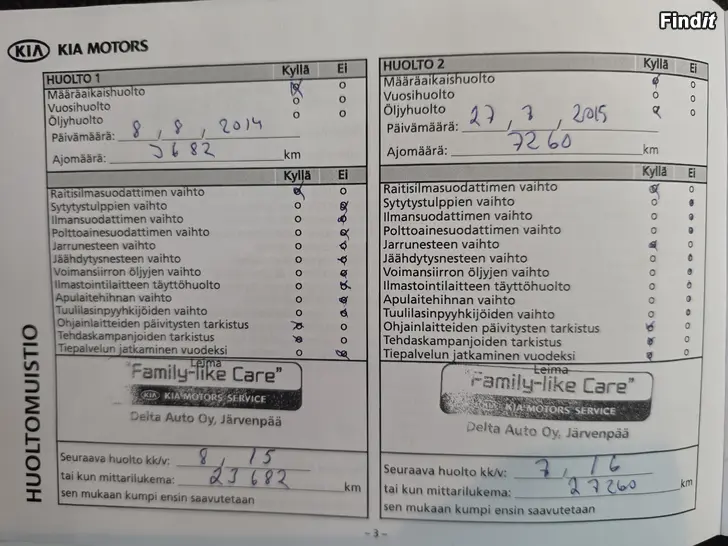 Findit
KIA KIA MOTORS
HUOLTOMUISTIO
HUOLTO 1 Kyllä Ei
Määräaikaishuolto
Vuosihuolto
Öljyhuolto
Päivämäärä: 8, 8, 2014
Ajomäärä: 3682 km
Kyllä Ei
Raitisilmasuodattimen vaihto
Sytytystulppien vaihto
Ilmansuodattimen vaihto
Polttoainesuodattimen vaihto
Jarrunesteen vaihto
Jäähdytysnesteen vaihto
Voimansiirron öljyjen vaihto
Ilmastointilaitteen täyttöhuolto
Apulaitehihnan vaihto
Tuulilasinpyyhkijöiden vaihto
Ohjainlaitteiden päivitysten tarkistus
Tehdaskampanjoiden tarkistus
Tiepalvelun jatkaminen vuodeksi
Leima
"Family-like Care"
KIA KIA MOTORS SERVICE
Delta Auto Oy, Järvenpää
Seuraava huolto kk/v: 8, 15
tai kun mittarilukema: 23682 km
sen mukaan kumpi ensin saavutetaan
HUOLTO 2 Kyllä Ei
Määräaikaishuolto
Vuosihuolto
Öljyhuolto
Päivämäärä: 27, 7, 2015
Ajomäärä: 7260 km
Kyllä Ei
Raitisilmasuodattimen vaihto
Sytytystulppien vaihto
Ilmansuodattimen vaihto
Polttoainesuodattimen vaihto
Jarrunesteen vaihto
Jäähdytysnesteen vaihto
Voimansiirron öljyjen vaihto
Ilmastointilaitteen täyttöhuolto
Apulaitehihnan vaihto
Tuulilasinpyyhkijöiden vaihto
Ohjainlaitteiden päivitysten tarkistus
Tehdaskampanjoiden tarkistus
Tiepalvelun jatkaminen vuodeksi
Leima
"Family-like Care"
KIA KIA MOTORS SERVICE
Delta Auto Oy, Järvenpää
Seuraava huolto kk/v: 7, 16
tai kun mittarilukema: 27260 km
sen mukaan kumpi ensin saavutetaan
- 3 -